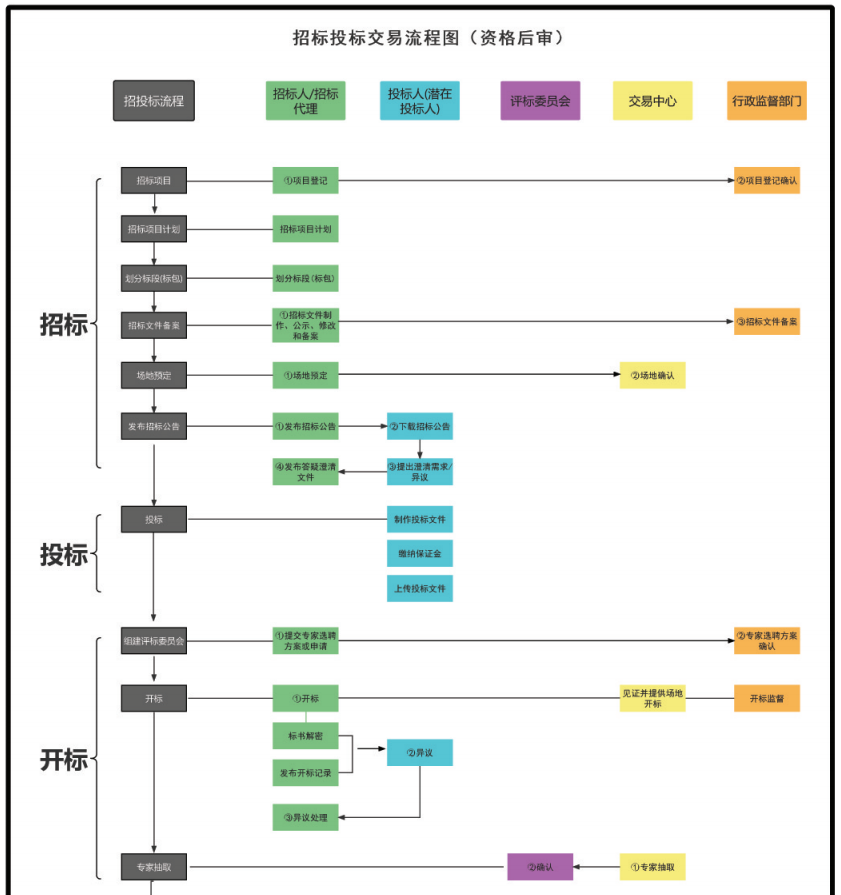 招标投标交易流程图（资格后审）
招投标流程
招标人/招标
代理
投标人(潜在
投标人)
评标委员会
交易中心
行政监督部门
招标
招标项目
①项目登记
②项目登记确认
招标项目计划
招标项目计划
划分标段(标包)
划分标段(标包)
招标文件备案
①招标文件制
作、公示、修改
和备案
③招标文件备案
场地预定
①场地预定
②场地确认
发布招标公告
①发布招标公告
②下载招标公告
④发布答疑澄清
文件
③提出澄清需求/
异议
投标
投标
制作投标文件
缴纳保证金
上传投标文件
开标
组建评标委员会
①提交专家选聘
方案或申请
②专家选聘方案
确认
开标
①开标
见证并提供场地
开标
开标监督
标书解密
②异议
发布开标记录
③异议处理
专家抽取
②确认
①专家抽取